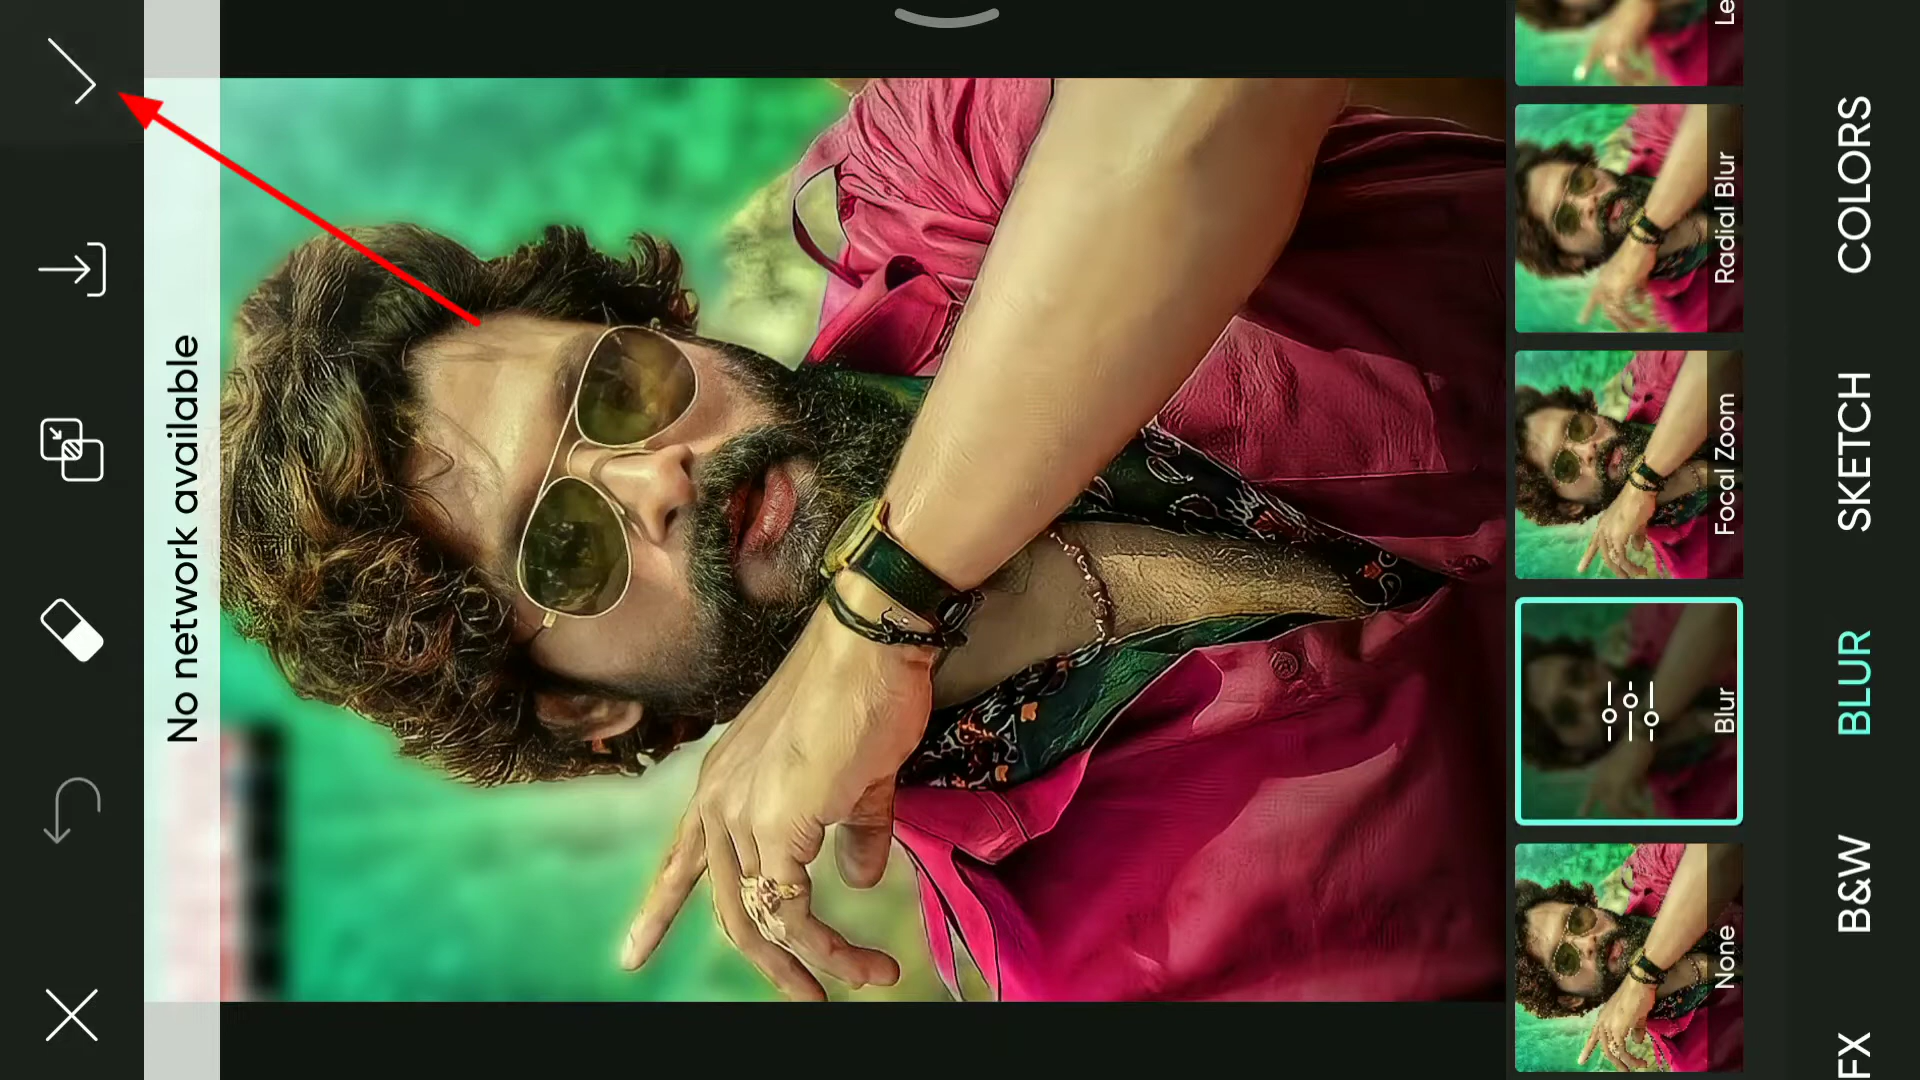 No network available
None
Blur
Focal Zoom
Radial Blur
Le
FX
B&W
BLUR
SKETCH
COLORS